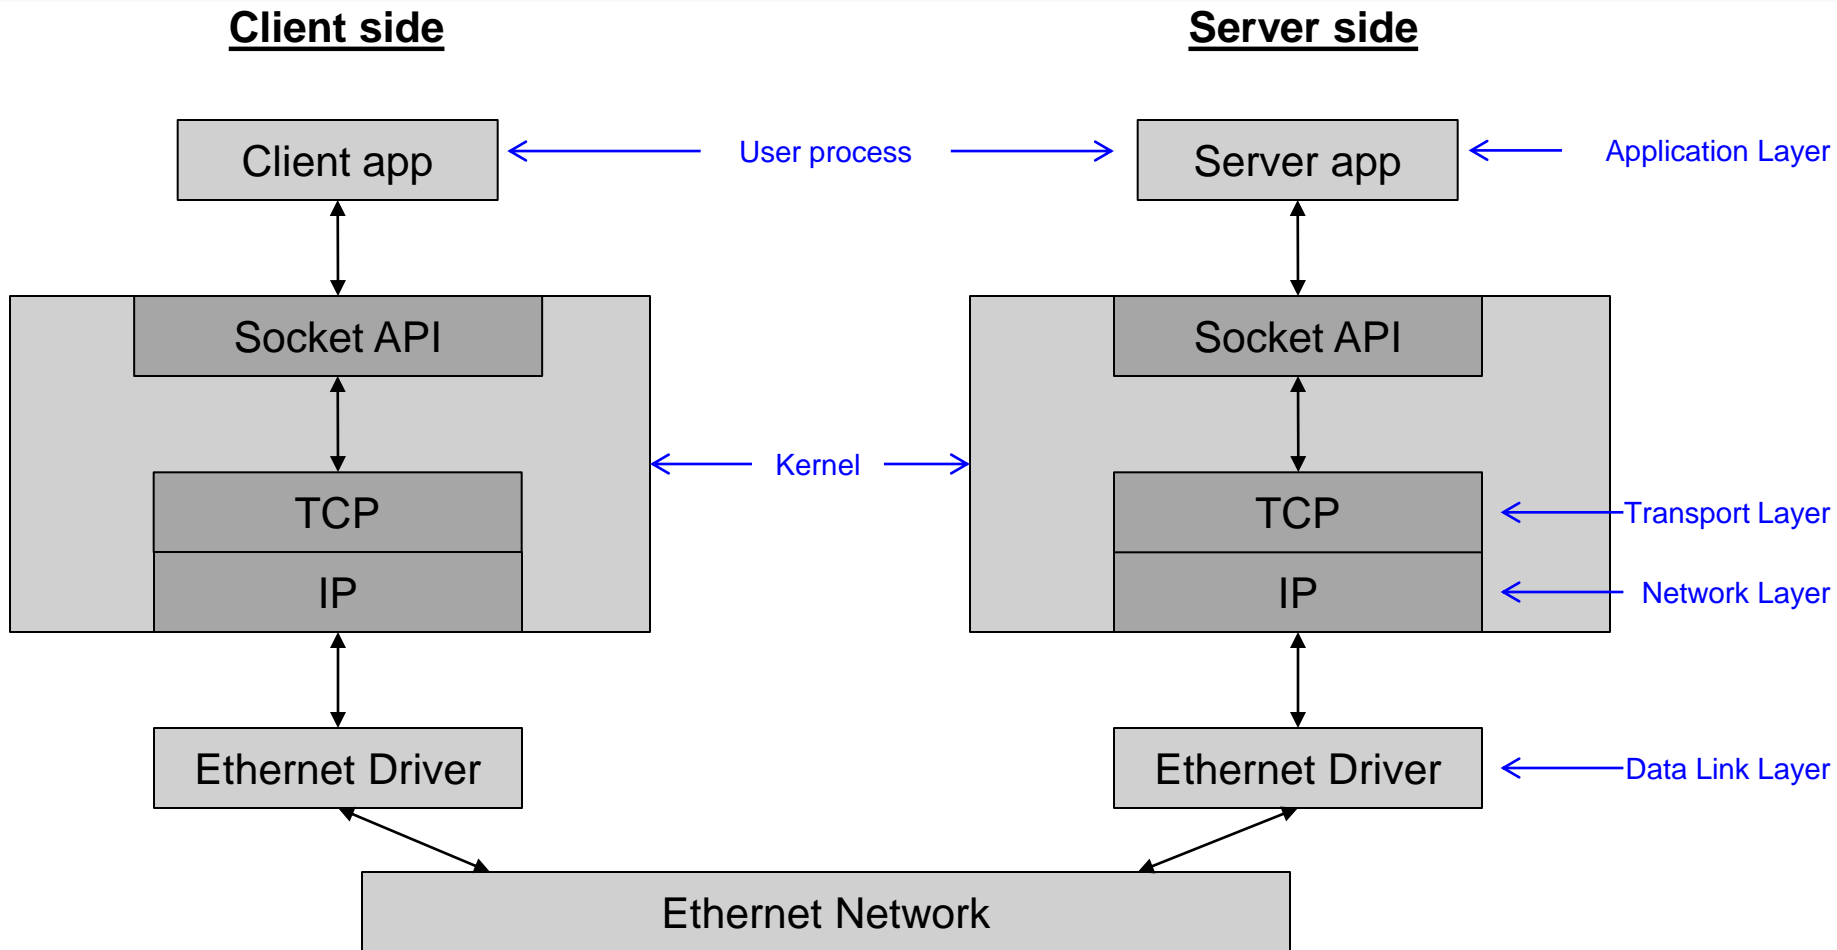 Client side
Server side
Client app
User process
Server app
Application Layer
Socket API
Socket API
Kernel
TCP
TCP
Transport Layer
IP
IP
Network Layer
Ethernet Driver
Ethernet Driver
Data Link Layer
Ethernet Network